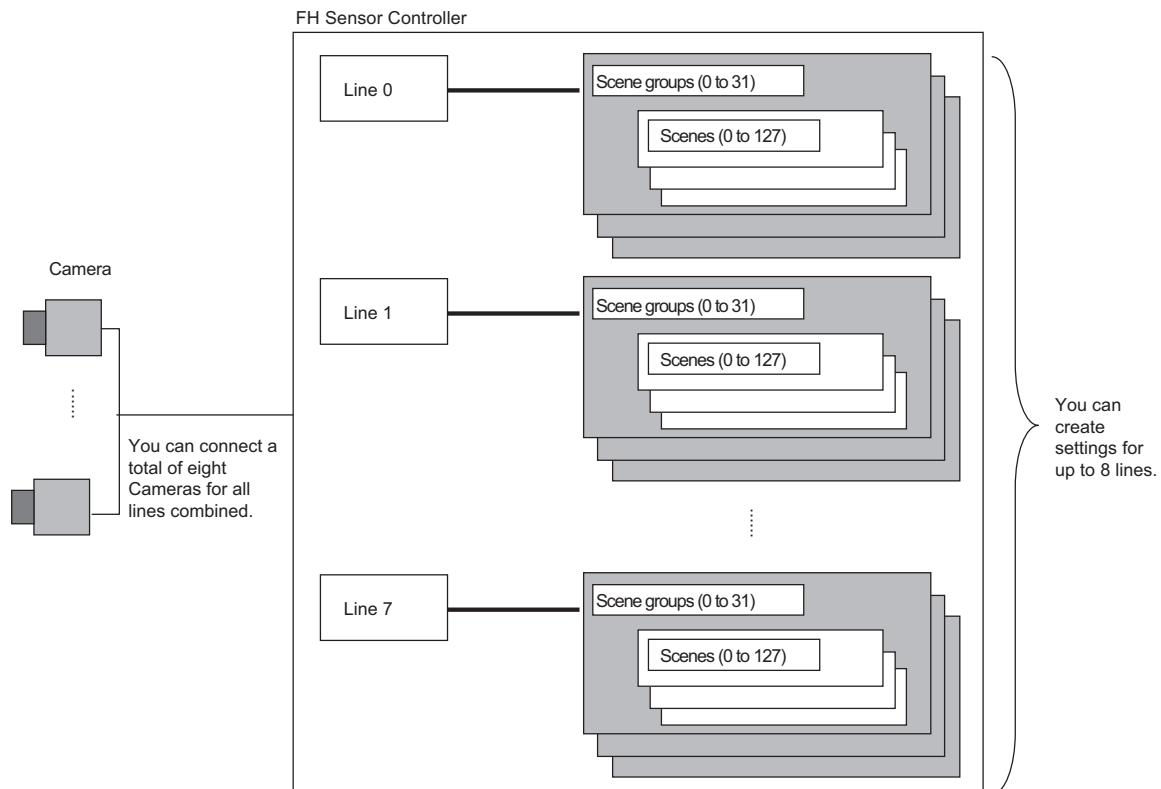 FH Sensor Controller
Line 0
Scene groups (0 to 31)
Scenes (0 to 127)
Camera
Line 1
Scene groups (0 to 31)
Scenes (0 to 127)
You can connect a
total of eight
Cameras for all
lines combined.
You can
create
settings for
up to 8 lines.
Line 7
Scene groups (0 to 31)
Scenes (0 to 127)